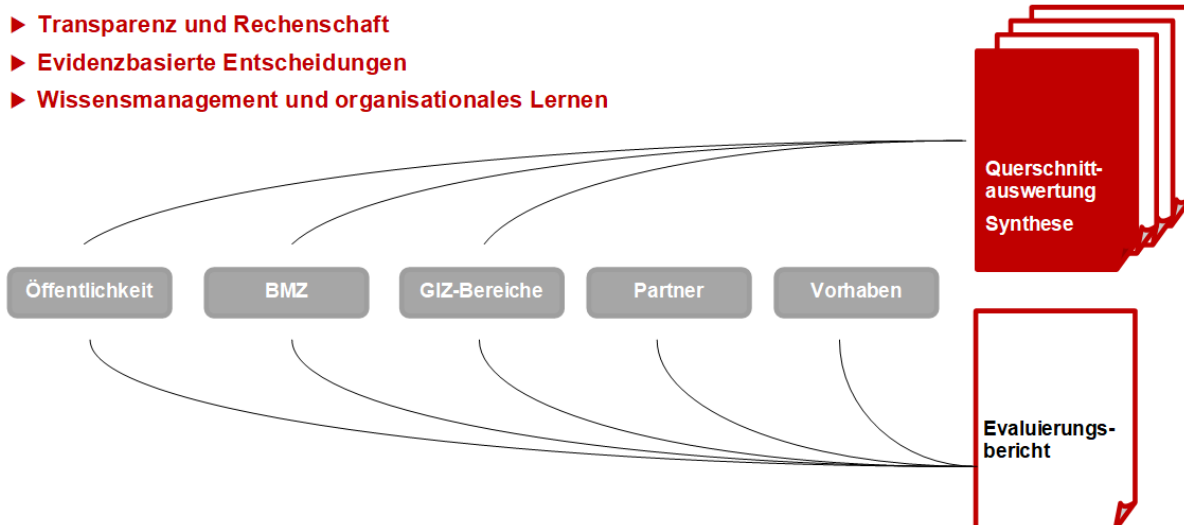 ► Transparenz und Rechenschaft
► Evidenzbasierte Entscheidungen
► Wissensmanagement und organisationales Lernen
Querschnitt-
auswertung
Synthese
Öffentlichkeit
BMZ
GIZ-Bereiche
Partner
Vorhaben
Evaluierungs-
bericht